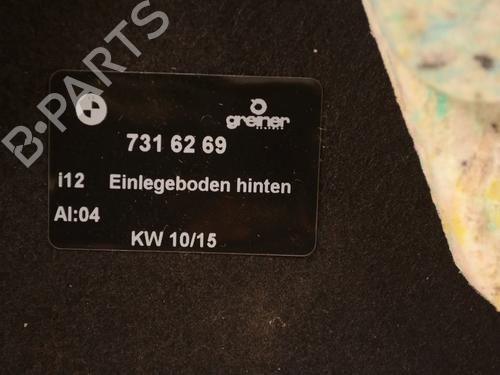 B-PARTS
greiner
731 62 69
i12 Einlegeboden hinten
AI:04
KW 10/15